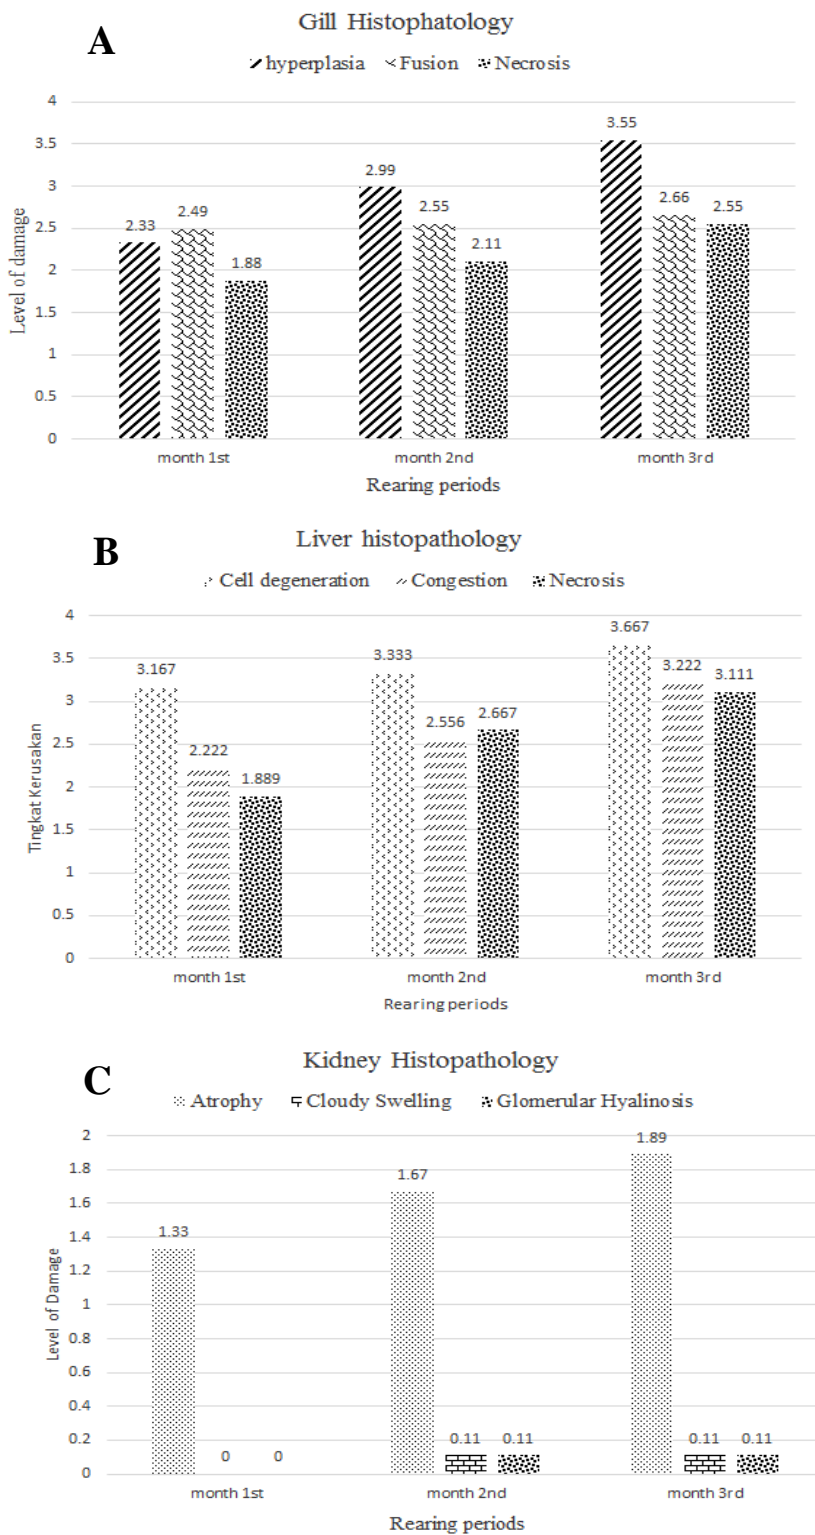 A
Gill Histophatology
hyperplasia Fusion Necrosis
Level of damage
4
3.5
3
2.5
2
1.5
1
0.5
0
2.33 2.49 1.88
2.99 2.55 2.11
3.55 2.66 2.55
month 1st month 2nd month 3rd
Rearing periods
B
Liver histopathology
Cell degeneration Congestion Necrosis
Tingkat Kerusakan
4
3.5
3
2.5
2
1.5
1
0.5
0
3.167 2.222 1.889
3.333 2.556 2.667
3.667 3.222 3.111
month 1st month 2nd month 3rd
Rearing periods
C
Kidney Histopathology
Atrophy Cloudy Swelling Glomerular Hyalinosis
Level of Damage
2
1.8
1.6
1.4
1.2
1
0.8
0.6
0.4
0.2
0
1.33 0 0
1.67 0.11 0.11
1.89 0.11 0.11
month 1st month 2nd month 3rd
Rearing periods